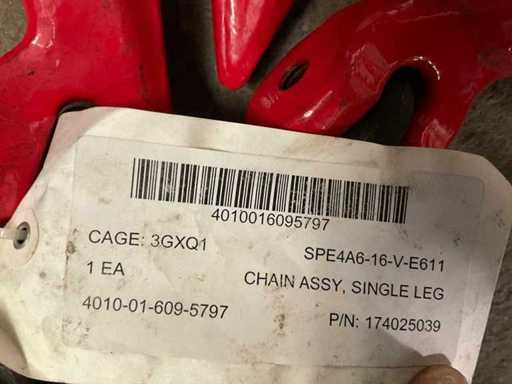 4010016095797
CAGE: 3GXQ1
SPE4A6-16-V-E611
1 EA
CHAIN ASSY, SINGLE LEG
4010-01-609-5797
P/N: 174025039